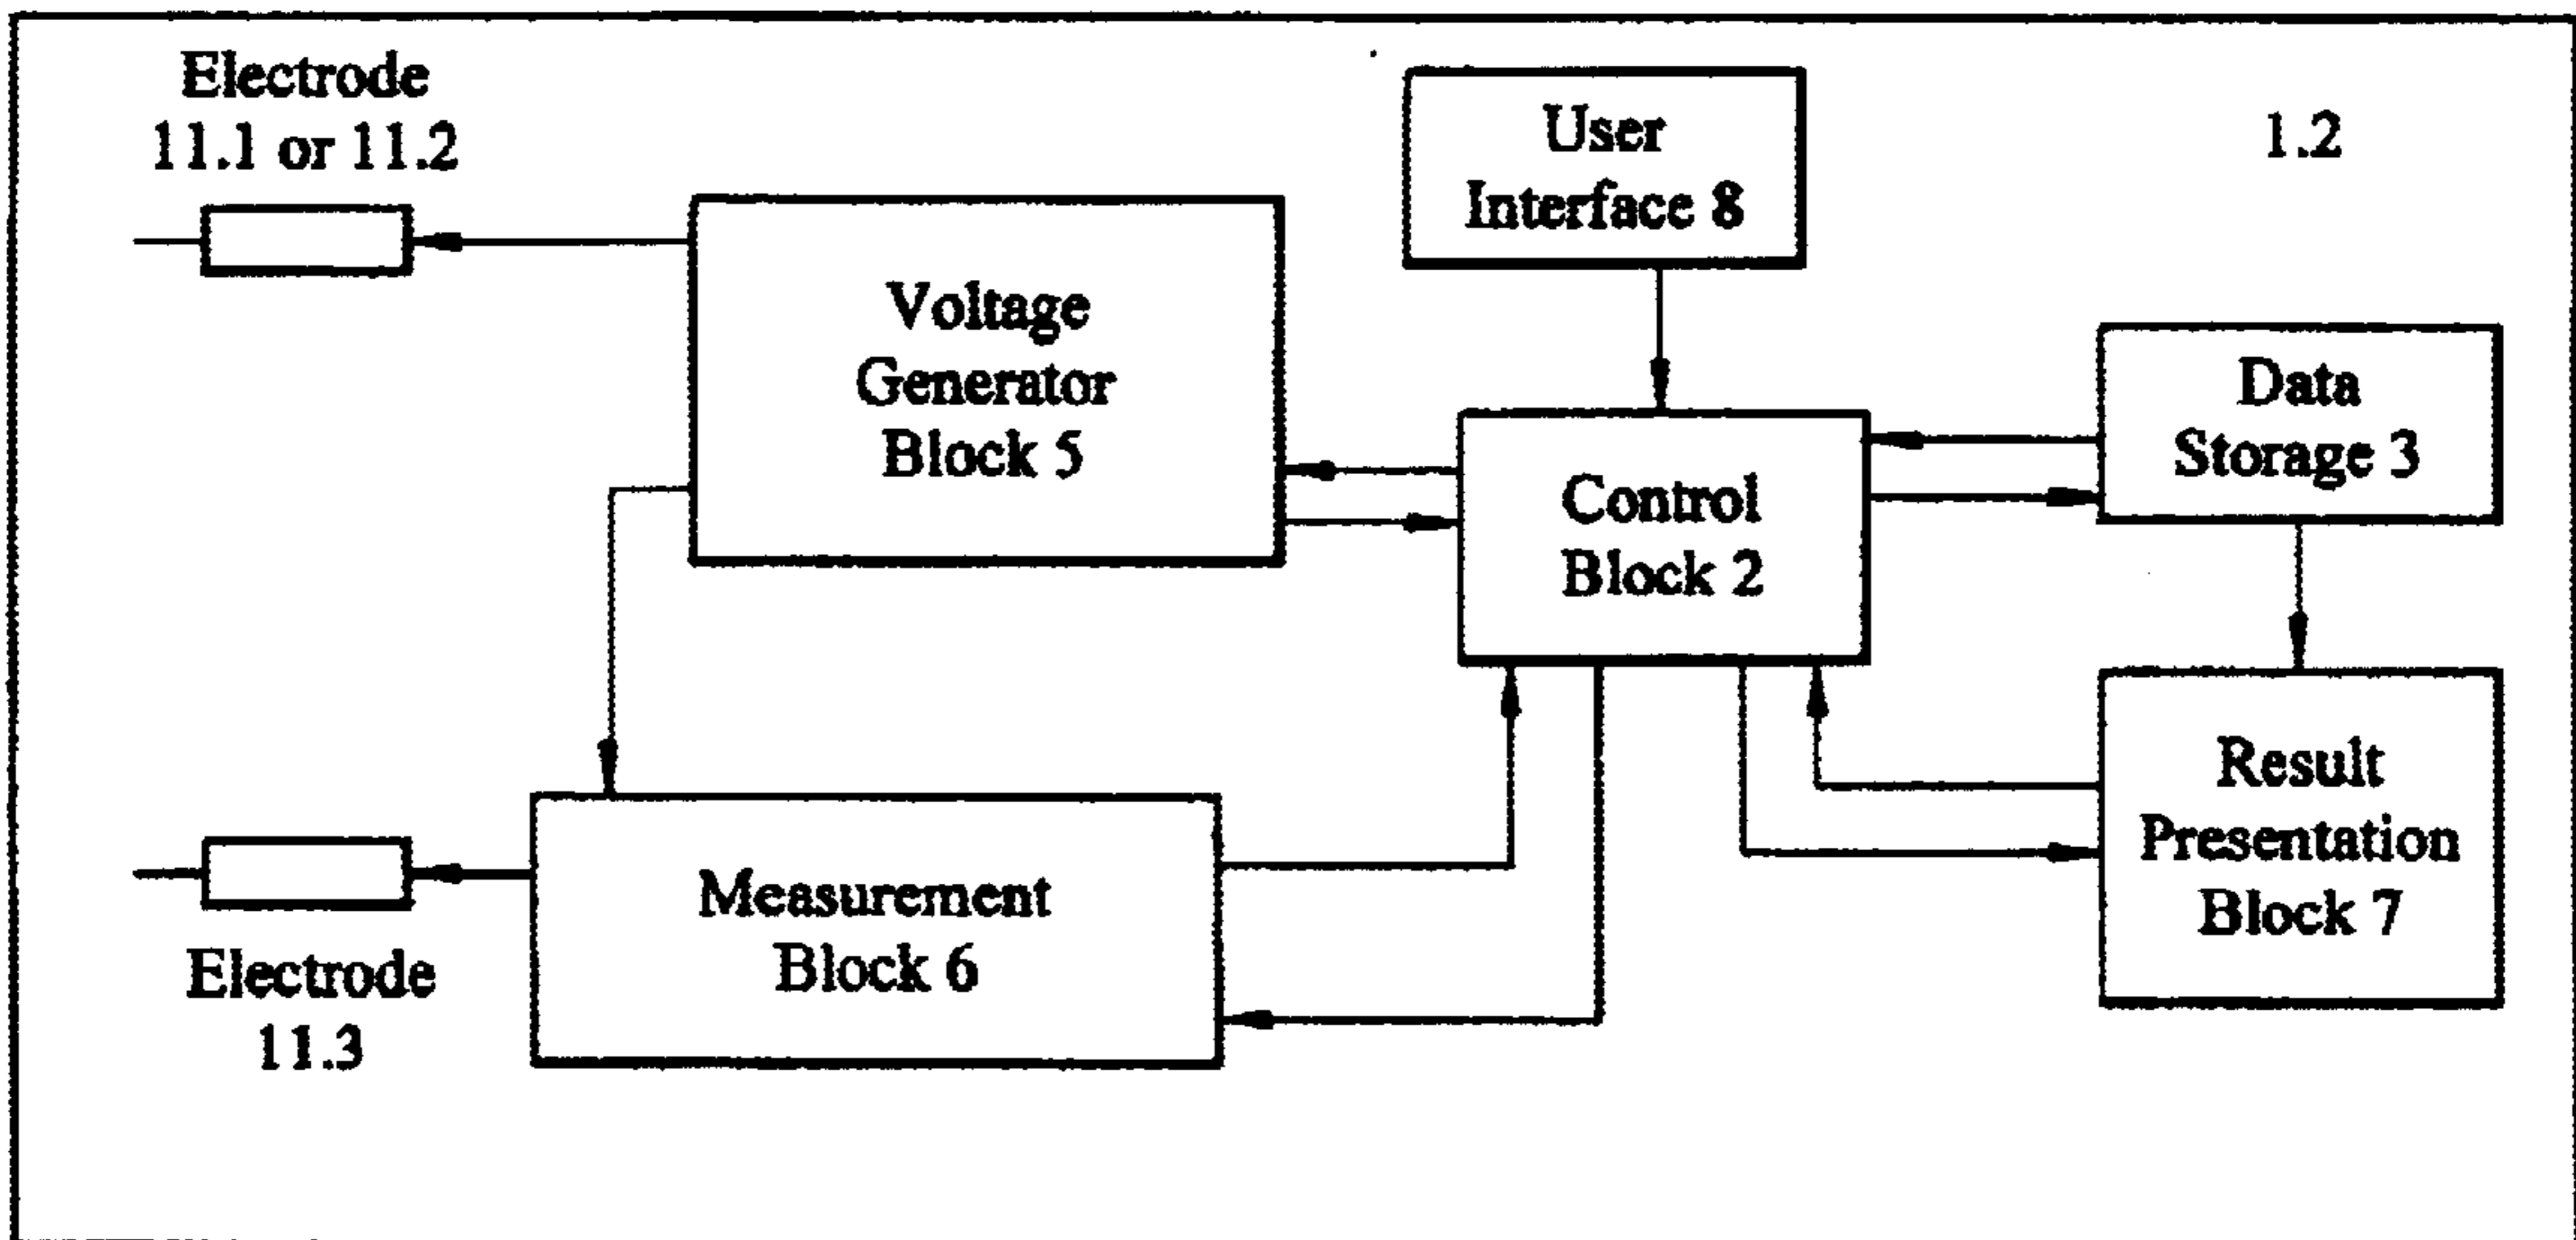 Electrode
11.1 or 11.2
User
Interface 8
1.2
Voltage
Generator
Block 5
Data
Storage 3
Control
Block 2
Result
Presentation
Block 7
Measurement
Block 6
Electrode
11.3